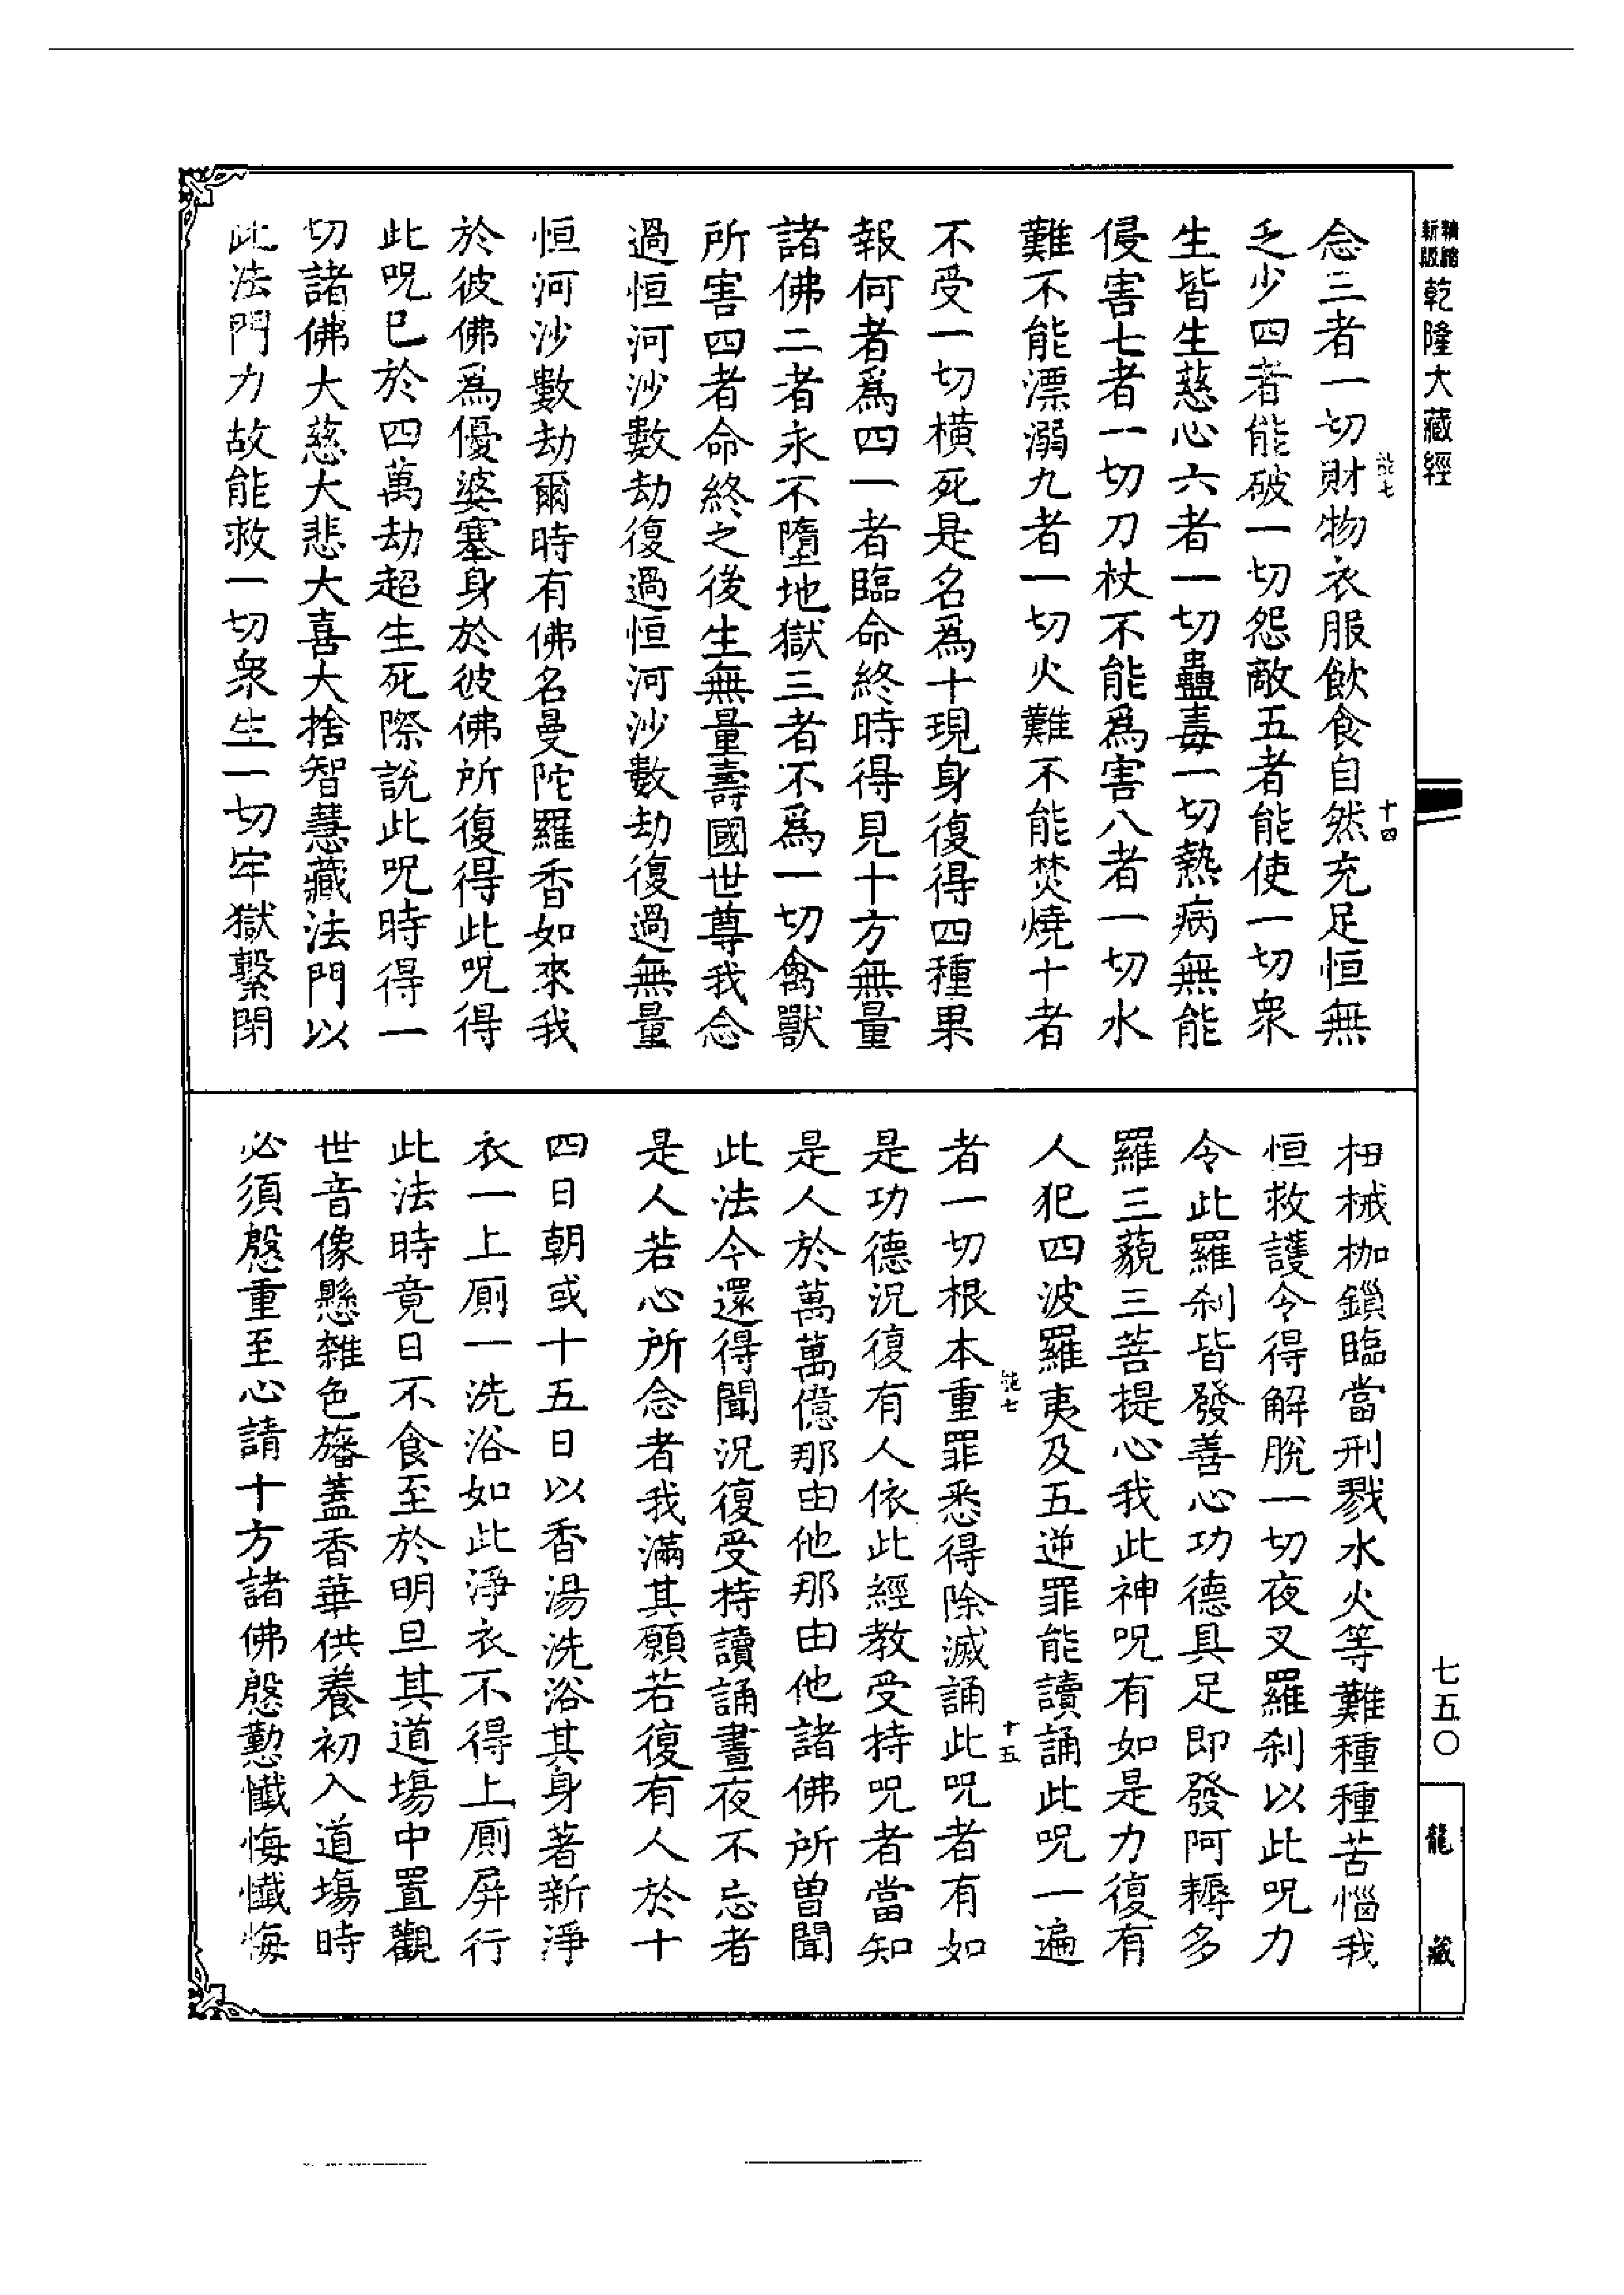 精縮新版乾隆大藏經
能七
十四
念三者一切財物衣服飲食自然充足恒無
乏少四者能破一切怨敵五者能使一切衆
生皆生慈心六者一切蠱毒一切熱病無能
侵害七者一切刀杖不能爲害八者一切水
難不能漂溺九者一切火難不能焚燒十者
不受一切橫死是名爲十現身復得四種果
報何者爲四一者臨命終時得見十方無量
諸佛二者永不墮地獄三者不爲一切禽獸
所害四者命終之後生無量壽國世尊我念
過恒河沙數劫復過恒河沙數劫復過無量
恒河沙數劫爾時有佛名曼陀羅香如來我
於彼佛爲優婆塞身於彼佛所復得此呪得
此呪已於四萬劫超生死際說此呪時得一
切諸佛大慈大悲大喜大捨智慧藏法門以
此法門力故能救一切衆生一切牢獄繫閉
杻械枷鎖臨當刑戮水火等難種種苦惱我
恒救護令得解脫一切夜叉羅刹以此呪力
令此羅刹皆發善心功德具足即發阿耨多
羅三藐三菩提心我此神呪有如是力復有
人犯四波羅夷及五逆罪能讀誦此呪一遍
能七
十五
者一切根本重罪悉得除滅誦此呪者有如
是功德況復有人依此經教受持呪者當知
是人於萬萬億那由他那由他諸佛所曾聞
此法今還得聞況復受持讀誦晝夜不忘者
是人若心所念者我滿其願若復有人於十
四日朝或十五日以香湯洗浴其身著新淨
衣一上廁一洗浴如此淨衣不得上廁屏行
此法時竟日不食至於明旦其道場中置觀
世音像懸雜色旛蓋香華供養初入道場時
必須慇重至心請十方諸佛慇懃懺悔懺悔
七五〇
龍藏